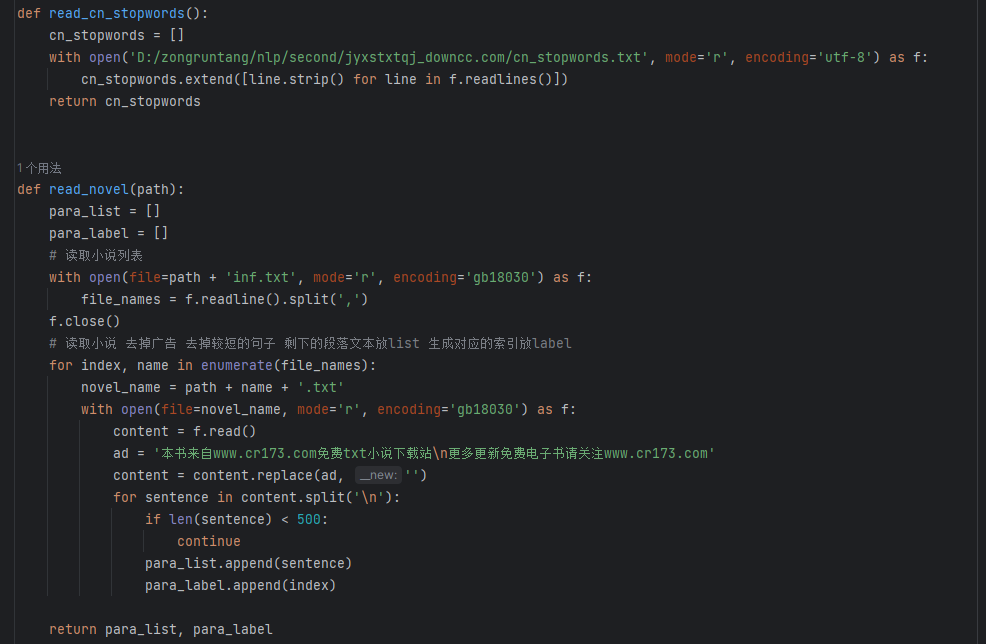 def read_cn_stopwords():
    cn_stopwords = []
    with open('D:/zongruntang/nlp/second/jyxstxtqj_downcc.com/cn_stopwords.txt', mode='r', encoding='utf-8') as f:
        cn_stopwords.extend([line.strip() for line in f.readlines()])
    return cn_stopwords
1个用法
def read_novel(path):
    para_list = []
    para_label = []
    # 读取小说列表
    with open(file=path + 'inf.txt', mode='r', encoding='gb18030') as f:
        file_names = f.readline().split(',')
    f.close()
    # 读取小说 去掉广告 去掉较短的句子 剩下的段落文本放list 生成对应的索引放label
    for index, name in enumerate(file_names):
        novel_name = path + name + '.txt'
        with open(file=novel_name, mode='r', encoding='gb18030') as f:
            content = f.read()
            ad = '本书来自www.cr173.com免费txt小说下载站\n更多更新免费电子书请关注www.cr173.com'
            content = content.replace(ad, __new: '')
            for sentence in content.split('\n'):
                if len(sentence) < 500:
                    continue
                para_list.append(sentence)
                para_label.append(index)
    return para_list, para_label